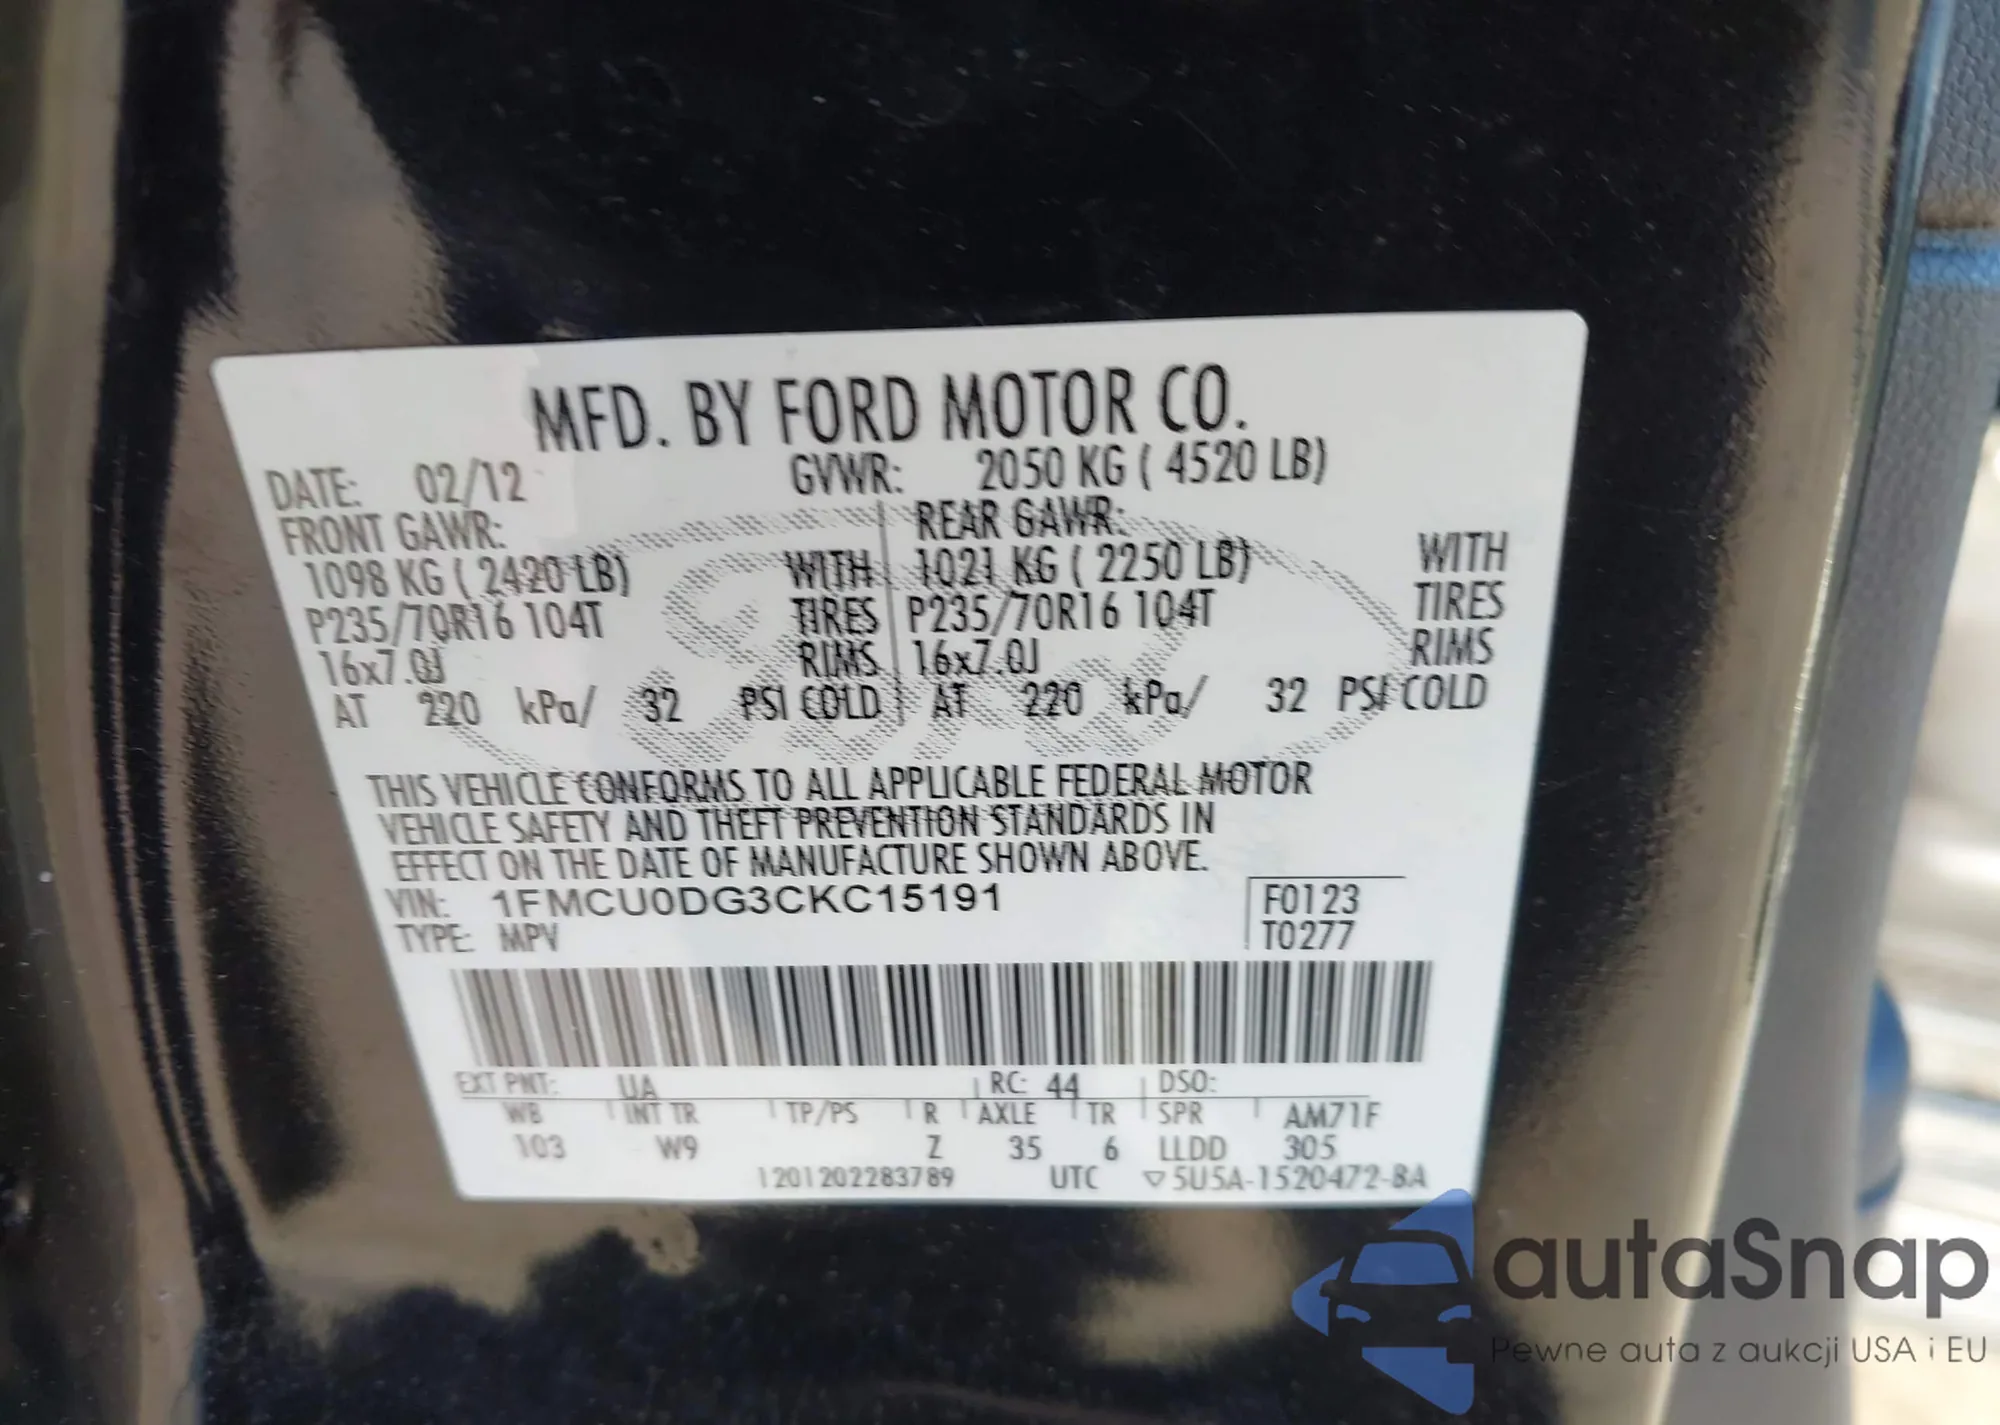 MFD. BY FORD MOTOR CO.
DATE: 02/12 GVWR: 2050 KG ( 4520 LB)
FRONT GAWR: REAR GAWR:
1098 KG ( 2420 LB) WITH 1021 KG ( 2250 LB) WITH
P235/70R16 104T TIRES P235/70R16 104T TIRES
16x7.0J RIMS 16x7.0J RIMS
AT 220 kPa/ 32 PSI COLD AT 220 kPa/ 32 PSI COLD
Ford
THIS VEHICLE CONFORMS TO ALL APPLICABLE FEDERAL MOTOR
VEHICLE SAFETY AND THEFT PREVENTION STANDARDS IN
EFFECT ON THE DATE OF MANUFACTURE SHOWN ABOVE.
VIN: 1FMCU0DG3CKC15191 F0123
TYPE: MPV T0277
EXT PNT: UA RC: 44 DSO:
WB INT TR TP/PS R AXLE TR SPR AM71F
103 W9 Z 35 6 LLDD 305
1201202283789 UTC ▽5U5A-1520472-BA
autaSnap
Pewne auta z aukcji USA i EU